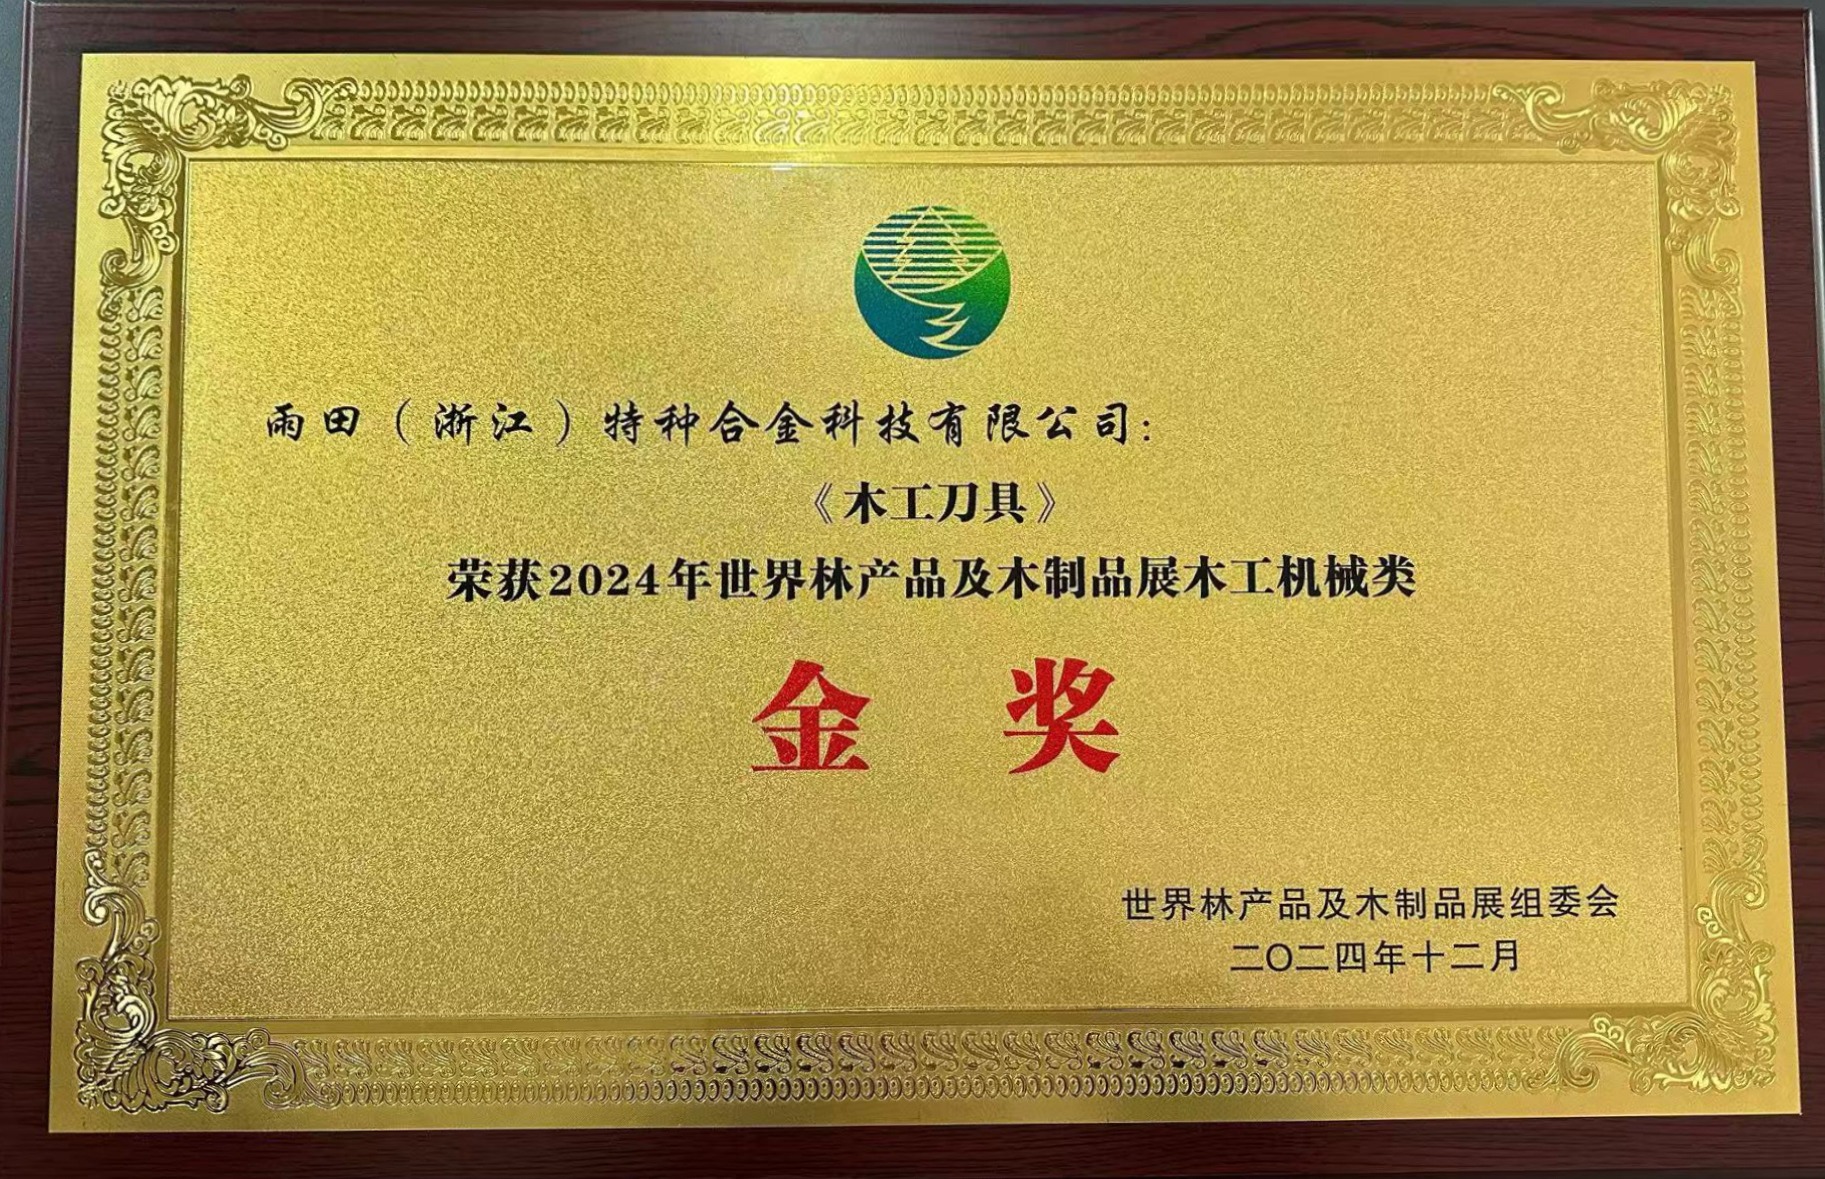 雨田（浙江）特种合金科技有限公司：
《木工刀具》
荣获2024年世界林产品及木制品展木工机械类
金 奖
世界林产品及木制品展组委会
二〇二四年十二月